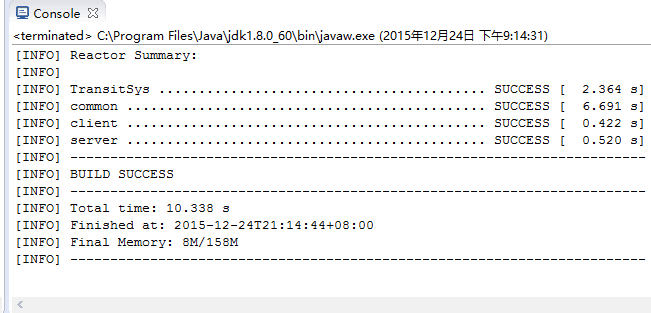 Console
<terminated> C:\Program Files\Java\jdk1.8.0_60\bin\javaw.exe (2015年12月24日 下午9:14:31)
[INFO] Reactor Summary:
[INFO]
[INFO] TransitSys ......................................... SUCCESS [  2.364 s]
[INFO] common ............................................. SUCCESS [  6.691 s]
[INFO] client ............................................. SUCCESS [  0.422 s]
[INFO] server ............................................. SUCCESS [  0.520 s]
[INFO] ------------------------------------------------------------------------
[INFO] BUILD SUCCESS
[INFO] ------------------------------------------------------------------------
[INFO] Total time: 10.338 s
[INFO] Finished at: 2015-12-24T21:14:44+08:00
[INFO] Final Memory: 8M/158M
[INFO] ------------------------------------------------------------------------